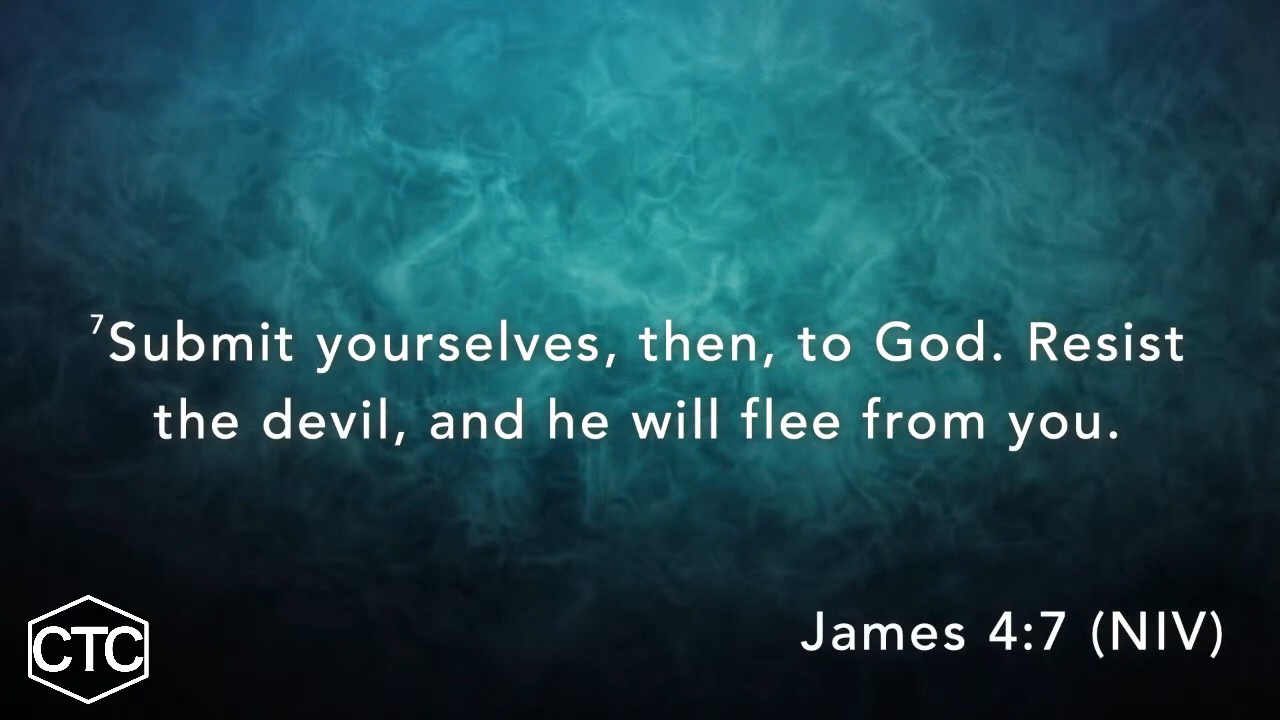 ⁷Submit yourselves, then, to God. Resist
the devil, and he will flee from you.
James 4:7 (NIV)
CTC